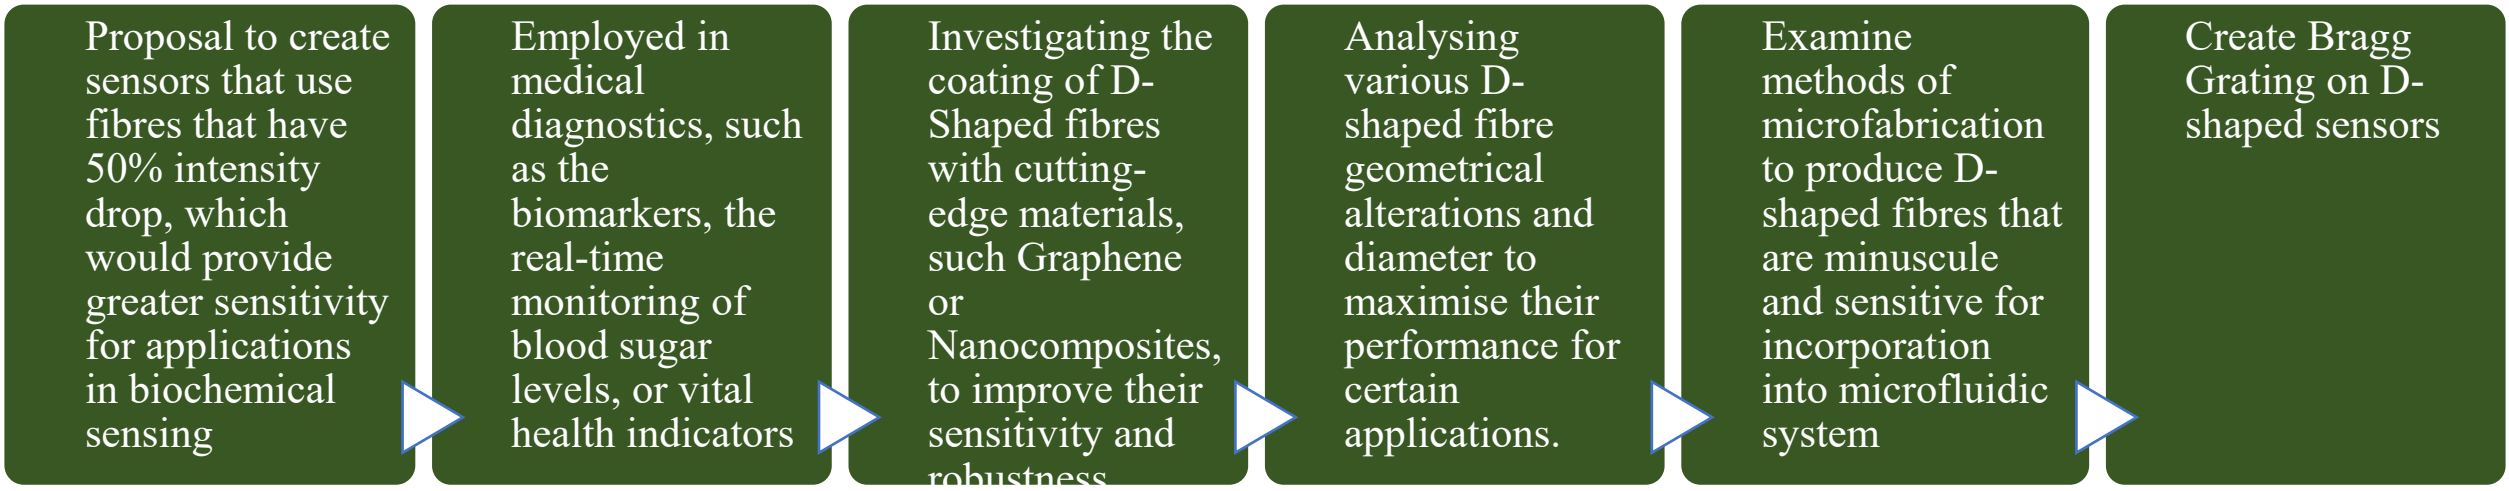 Proposal to create
sensors that use
fibres that have
50% intensity
drop, which
would provide
greater sensitivity
for applications
in biochemical
sensing
Employed in
medical
diagnostics, such
as the
biomarkers, the
real-time
monitoring of
blood sugar
levels, or vital
health indicators
Investigating the
coating of D-
Shaped fibres
with cutting-
edge materials,
such Graphene
or
Nanocomposites,
to improve their
sensitivity and
robustness
Analysing
various D-
shaped fibre
geometrical
alterations and
diameter to
maximise their
performance for
certain
applications.
Examine
methods of
microfabrication
to produce D-
shaped fibres that
are minuscule
and sensitive for
incorporation
into microfluidic
system
Create Bragg
Grating on D-
shaped sensors